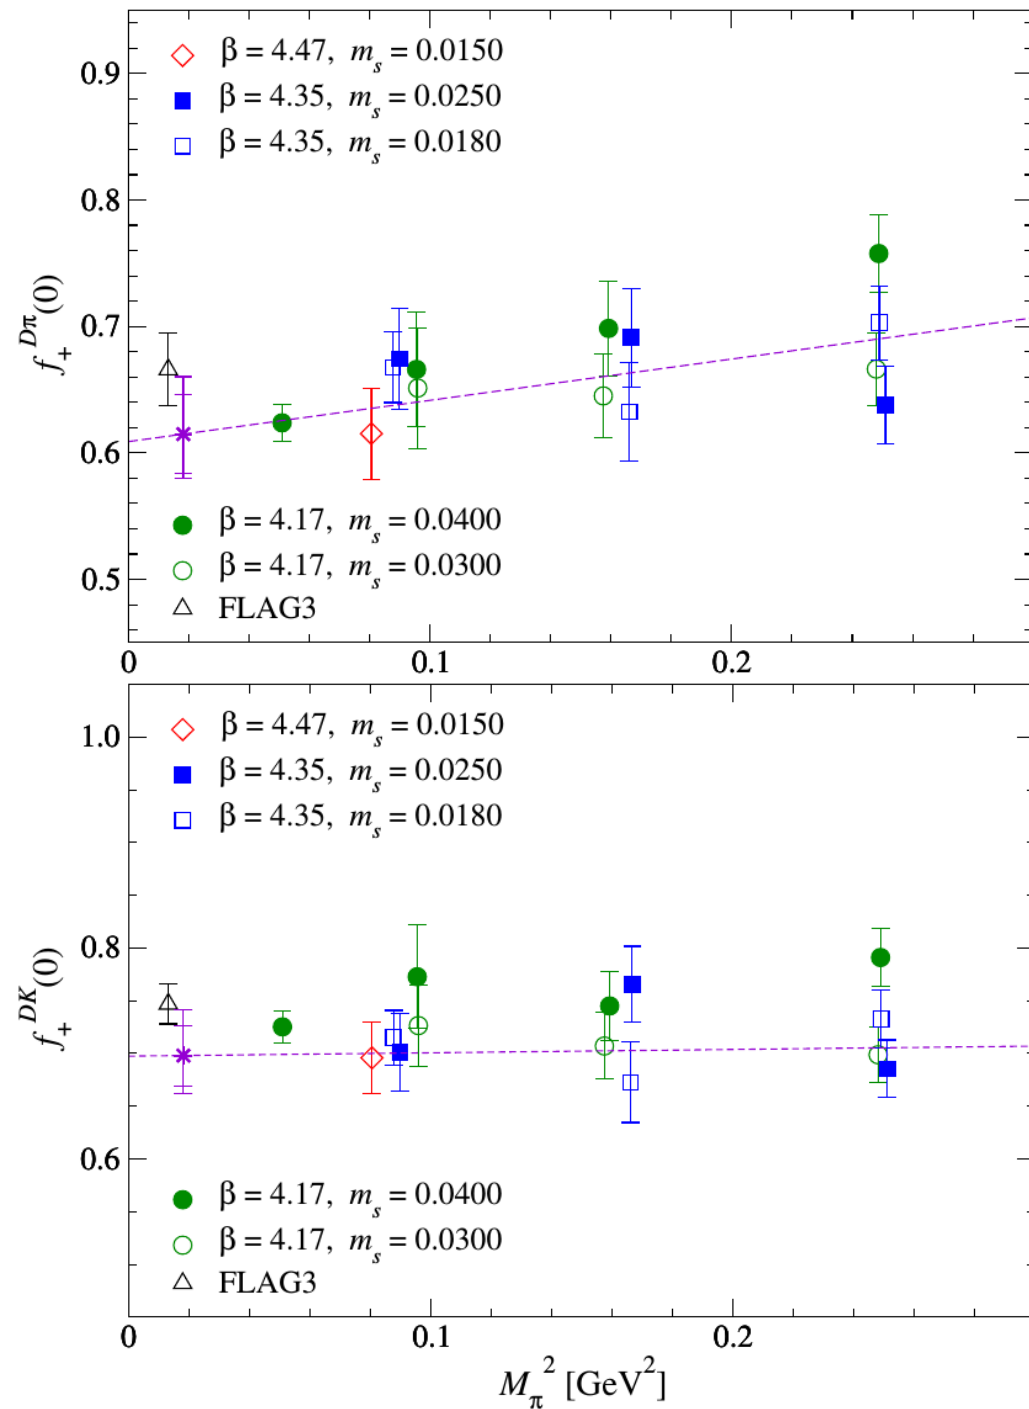 β = 4.47, m_s = 0.0150
β = 4.35, m_s = 0.0250
β = 4.35, m_s = 0.0180
0.9
0.8
0.7
0.6
0.5
f_+^{Dπ}(0)
β = 4.17, m_s = 0.0400
β = 4.17, m_s = 0.0300
FLAG3
0 0.1 0.2
β = 4.47, m_s = 0.0150
β = 4.35, m_s = 0.0250
β = 4.35, m_s = 0.0180
1.0
0.8
0.6
f_+^{DK}(0)
β = 4.17, m_s = 0.0400
β = 4.17, m_s = 0.0300
FLAG3
0 0.1 0.2
M_π^2 [GeV^2]